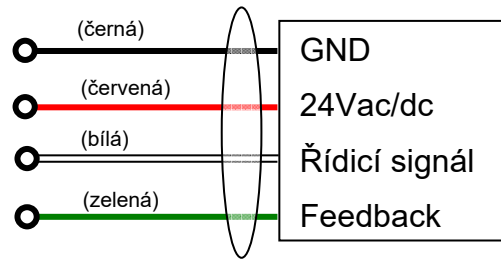 (černá)
GND
(červená)
24Vac/dc
(bílá)
Řídicí signál
(zelená)
Feedback